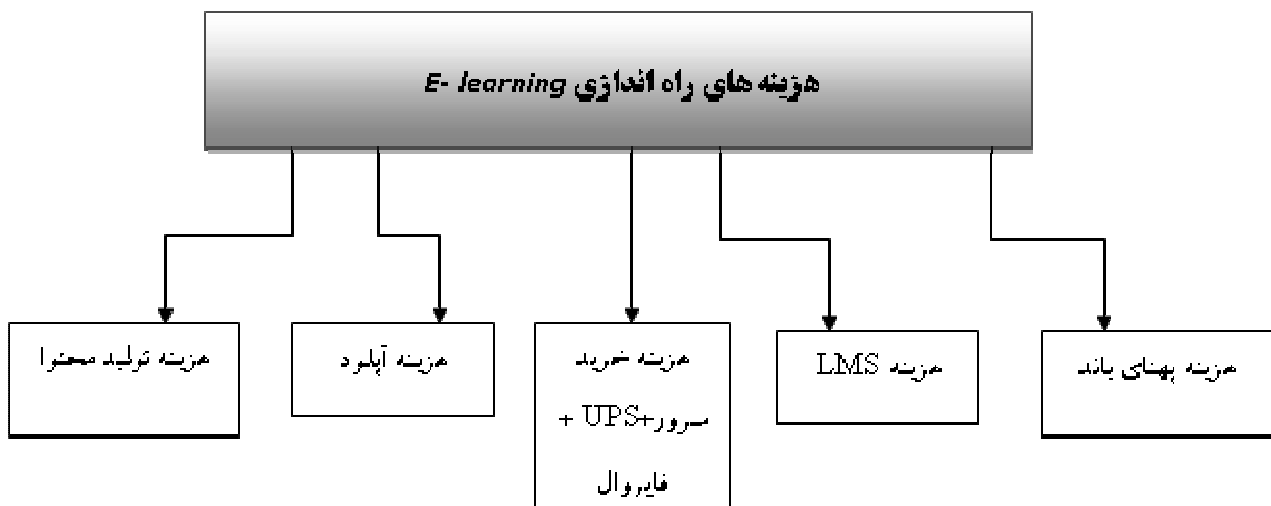 هزینه های راه اندازی E- learning
هزینه پهنای باند
هزینه LMS
هزینه خرید
سرور+UPS +
فایروال
هزینه آپلود
هزینه تولید محتوا